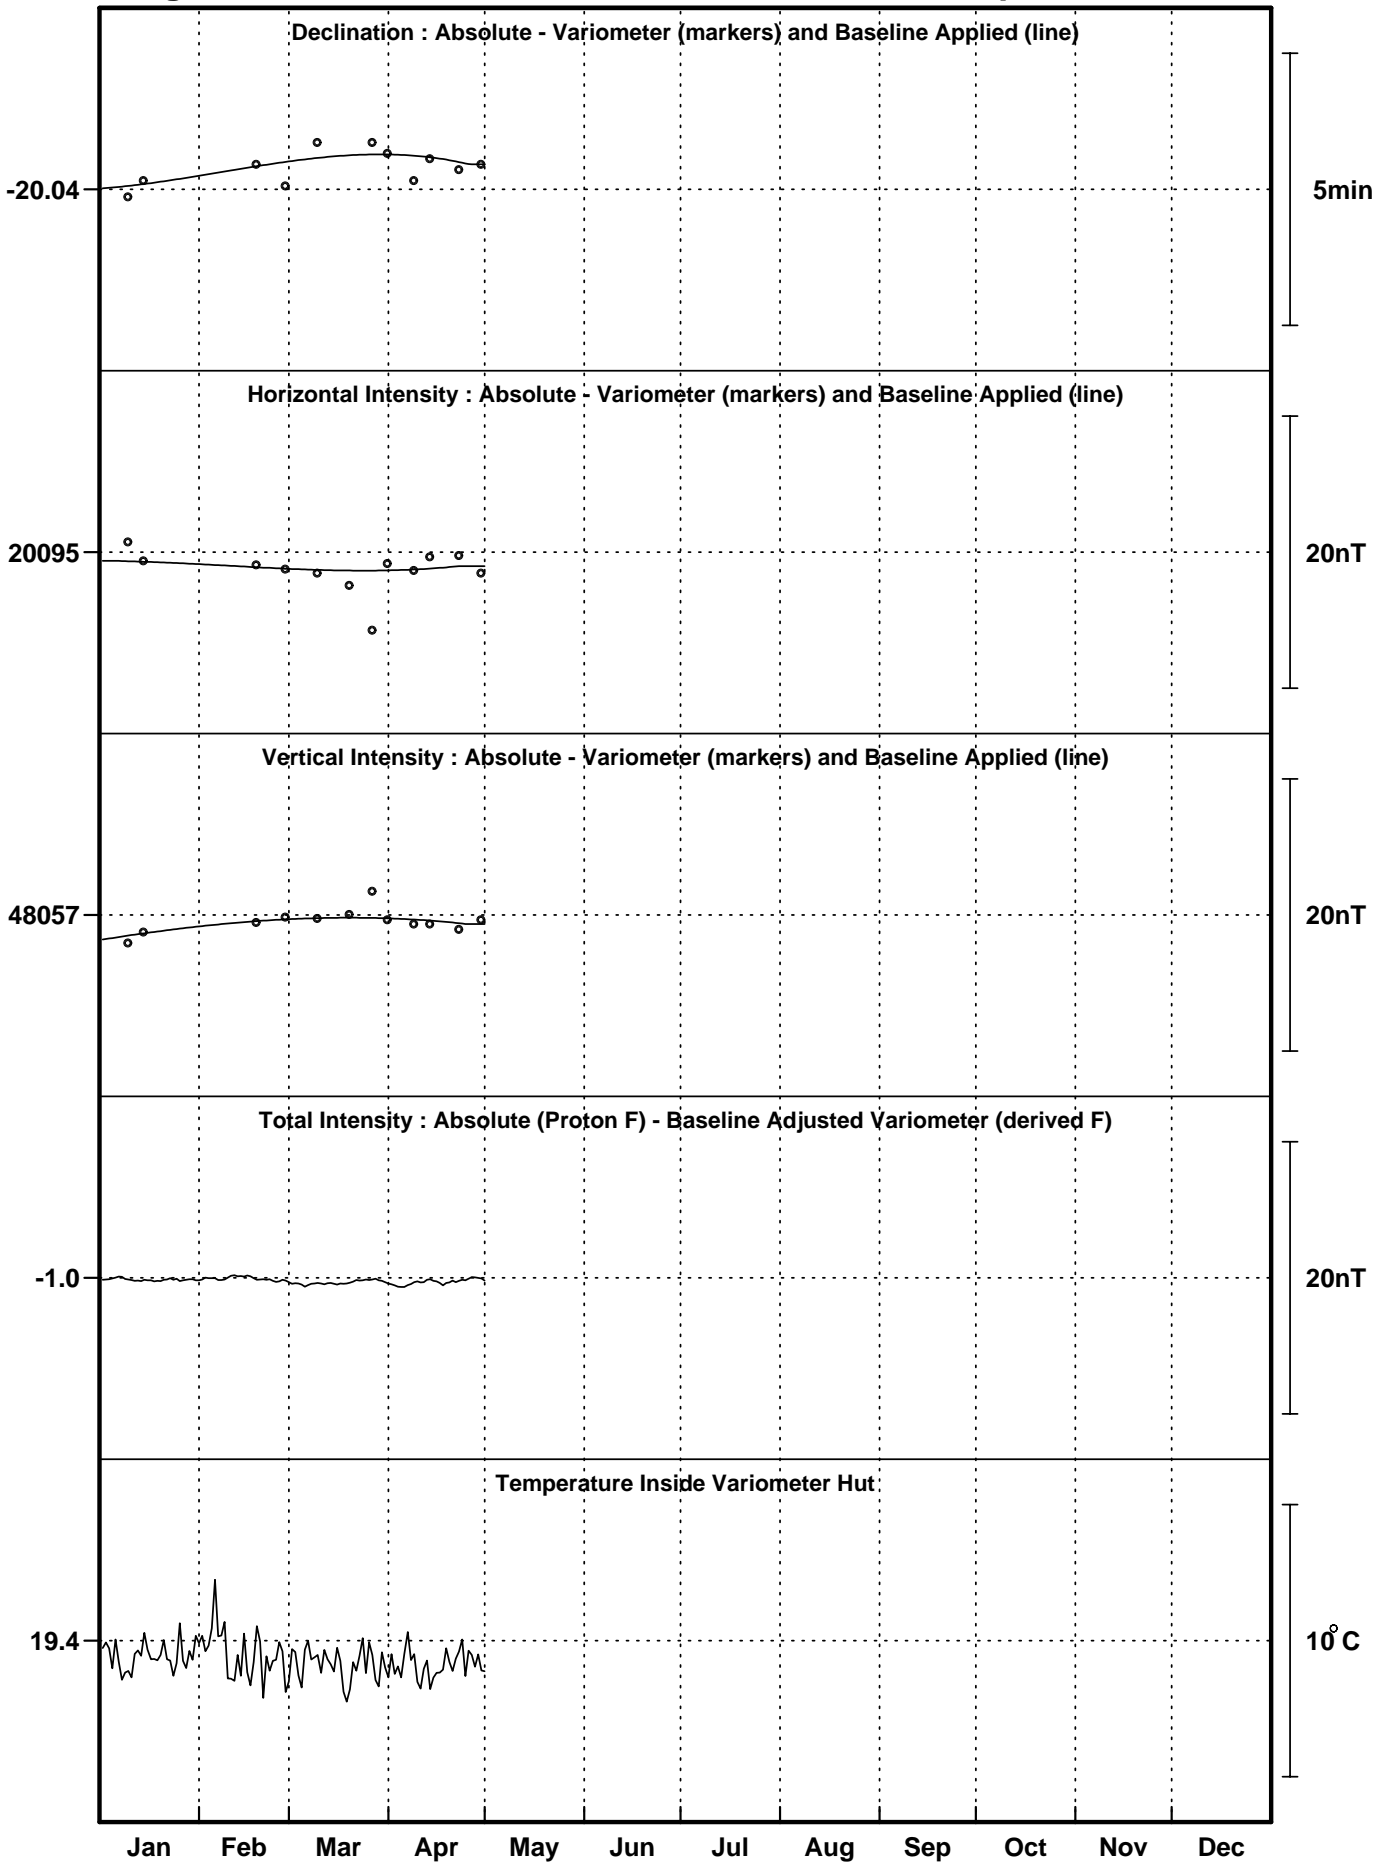 Declination : Absolute - Variometer (markers) and Baseline Applied (line)
-20.04
5min
Horizontal Intensity : Absolute - Variometer (markers) and Baseline Applied (line)
20095
20nT
Vertical Intensity : Absolute - Variometer (markers) and Baseline Applied (line)
48057
20nT
Total Intensity : Absolute (Proton F) - Baseline Adjusted Variometer (derived F)
-1.0
20nT
Temperature Inside Variometer Hut
19.4
10°C
Jan Feb Mar Apr May Jun Jul Aug Sep Oct Nov Dec